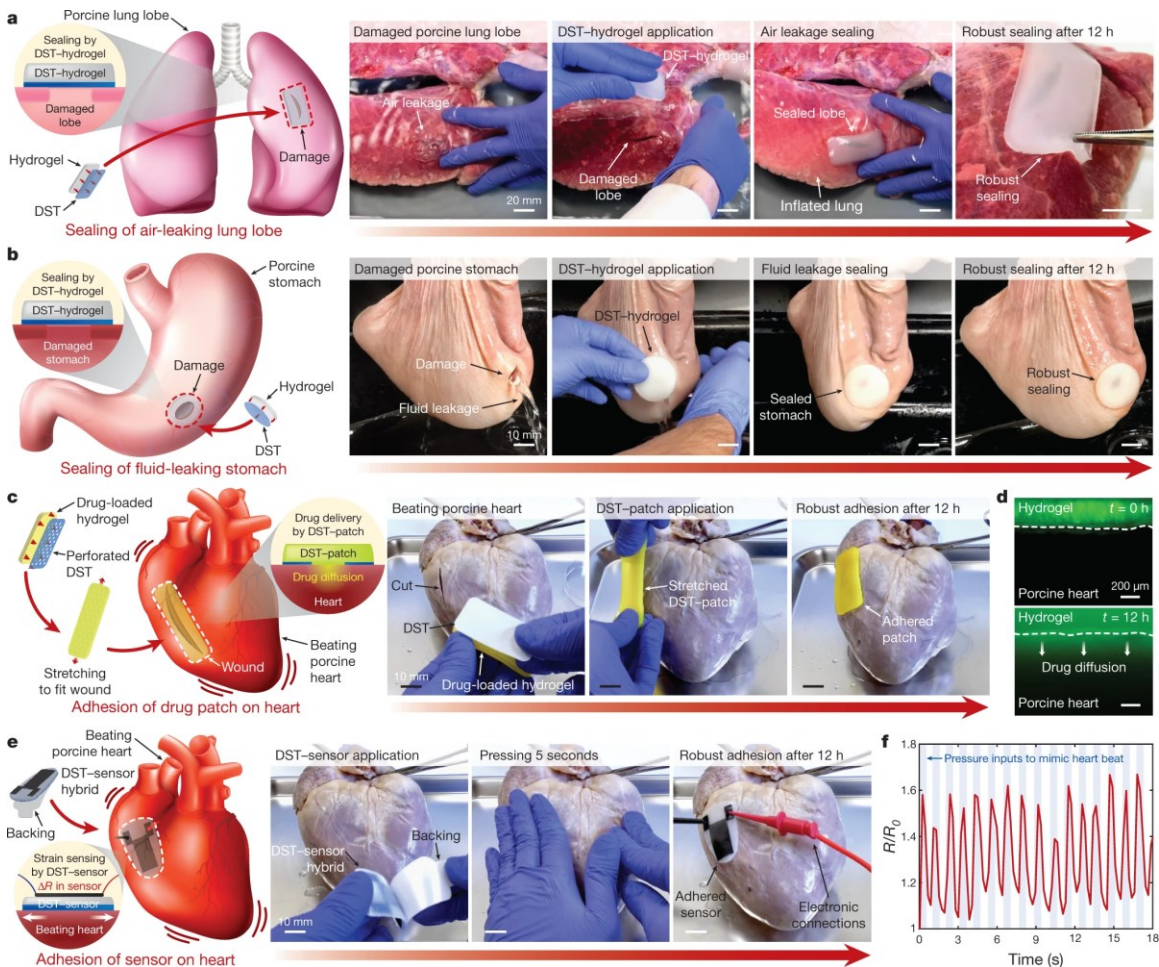 a
Porcine lung lobe
Sealing by
DST–hydrogel
DST–hydrogel
Damaged
lobe
Hydrogel
DST
Damage
Sealing of air-leaking lung lobe
Damaged porcine lung lobe
Air leakage
20 mm
DST–hydrogel application
DST–hydrogel
Damaged
lobe
Air leakage sealing
Sealed lobe
Inflated lung
Robust sealing after 12 h
Robust
sealing
b
Sealing by
DST–hydrogel
DST–hydrogel
Damaged
stomach
Porcine
stomach
Damage
Hydrogel
DST
Sealing of fluid-leaking stomach
Damaged porcine stomach
Damage
Fluid leakage
10 mm
DST–hydrogel application
DST–hydrogel
Fluid leakage sealing
Sealed
stomach
Robust sealing after 12 h
Robust
sealing
c
Drug-loaded
hydrogel
Perforated
DST
Stretching
to fit wound
Drug delivery
by DST–patch
DST–patch
Drug diffusion
Heart
Beating
porcine
heart
Wound
Adhesion of drug patch on heart
Beating porcine heart
Cut
DST
10 mm
Drug-loaded hydrogel
DST–patch application
Stretched
DST–patch
Robust adhesion after 12 h
Adhered
patch
d
Hydrogel
t = 0 h
200 μm
Porcine heart
Hydrogel
t = 12 h
Drug diffusion
Porcine heart
e
Beating
porcine heart
DST–sensor
hybrid
Backing
Strain sensing
by DST–sensor
ΔR in sensor
DST–sensor
Beating heart
Adhesion of sensor on heart
DST–sensor application
Backing
DST–sensor
hybrid
10 mm
Pressing 5 seconds
Robust adhesion after 12 h
Adhered
sensor
Electronic
connections
f
Pressure inputs to mimic heart beat
R/R0
1.8
1.6
1.4
1.2
1
0
3
6
9
12
15
18
Time (s)